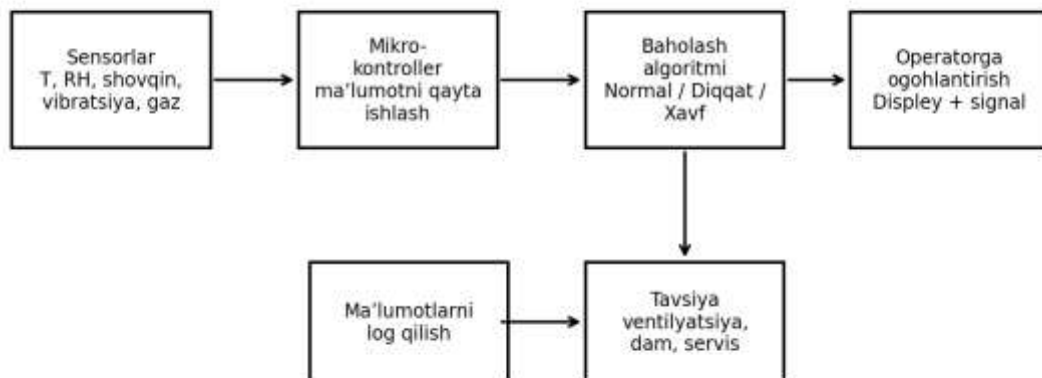 Sensorlar
T, RH, shovqin,
vibratsiya, gaz
Mikro-
kontroller
ma’lumotni qayta
ishlash
Baholash
algoritmi
Normal / Diqqat /
Xavf
Operatorga
ogohlantirish
Displey + signal
Ma’lumotlarni
log qilish
Tavsiya
ventilyatsiya,
dam, servis